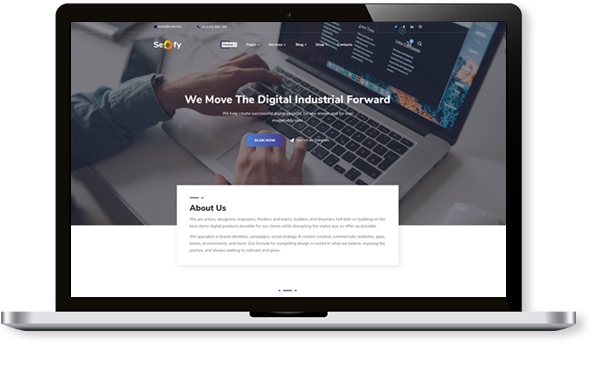 Seofy
Home
Pages
Services
Blog
Shop
Contacts
We Move The Digital Industrial Forward
We help create successful digital
SCAN NOW
About Us
We are artists, designers, engineers, thinkers and learns, builders and dreamers hell bent on building on the
best damn digital products possible for our clients while disrupting the status quo as often as possible.
We specialize in brand identities, campaigns, social strategy & content creation, commercials, websites, apps,
books, environments, and more. Our formula for compelling design is rooted in what we believe, enjoying the
journey, and always seeking to cultivate and grow.